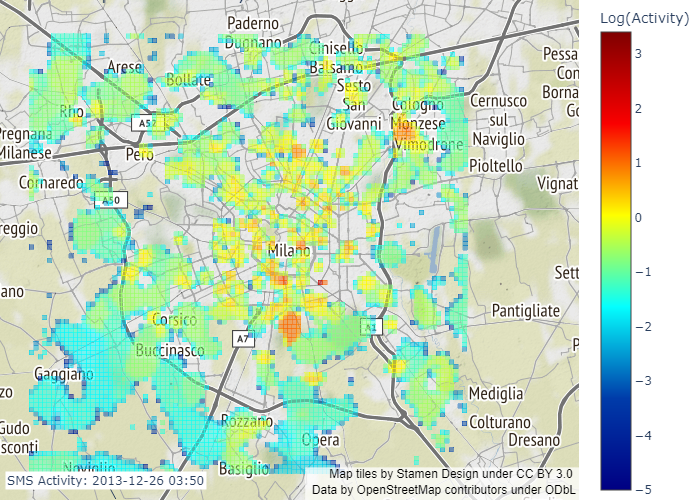 Log(Activity)
Paderno
Dugnano
Cinisello
Balsamo
Arese
Bollate
Sesto
San
Giovanni
Rho
A52
Cologno
Monzese
Vimodrone
Cernusco
sul
Naviglio
Pessa
Con
Borna
Go
Pregnana
Milanese
Pero
Pioltello
Cornaredo
A50
Vignat
reggio
Milano
Sett
ano
Pantigliate
Corsico
A7
A1
Buccinasco
P
Gaggiano
zo
Mediglia
Gudo
sconti
Rozzano
Opera
Colturano
Dresano
Noviglio
Basiglio
3
2
1
0
−1
−2
−3
−4
−5
SMS Activity: 2013-12-26 03:50
Map tiles by Stamen Design under CC BY 3.0
Data by OpenStreetMap contributors under ODbL